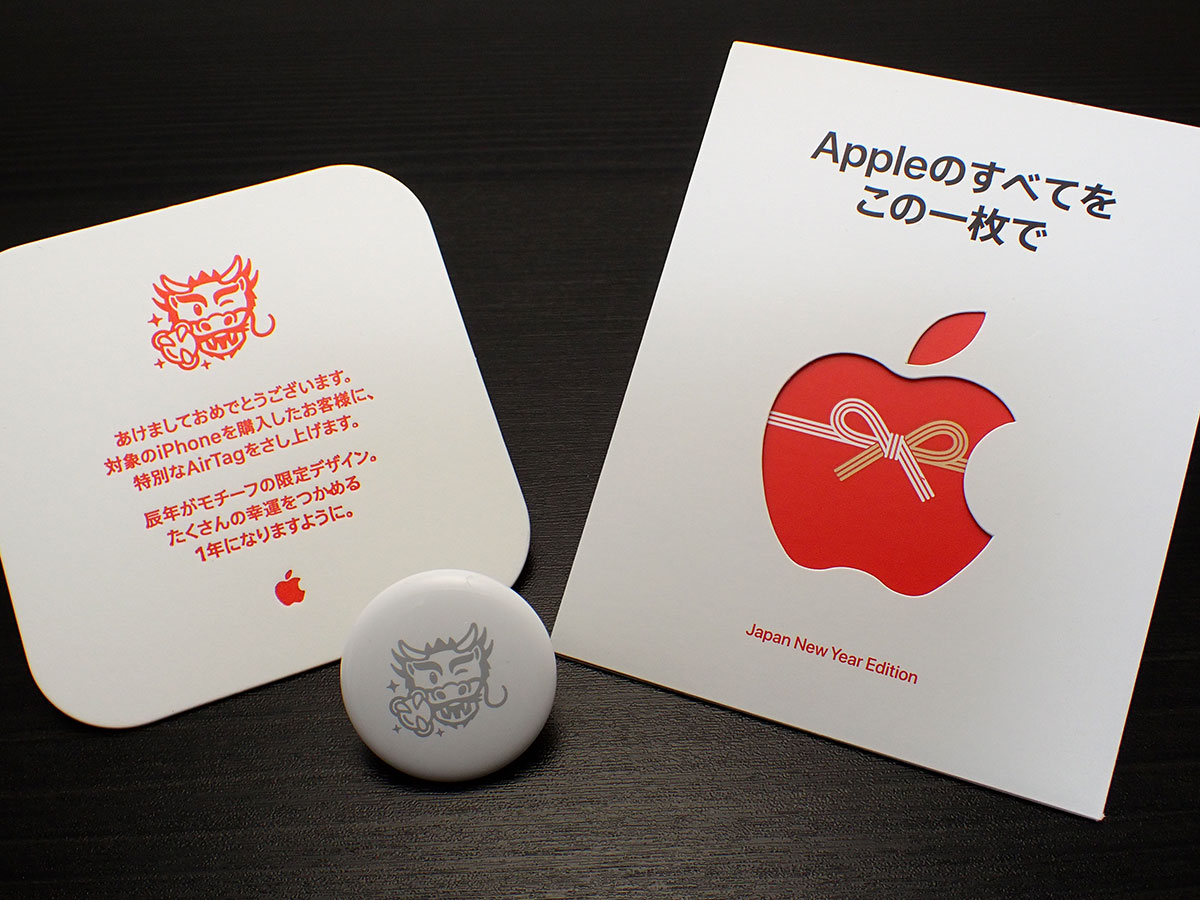 あけましておめでとうございます。
対象のiPhoneを購入したお客様に、
特別なAirTagをさし上げます。
辰年がモチーフの限定デザイン。
たくさんの幸運をつかめる
1年になりますように。
Appleのすべてを
この一枚で
Japan New Year Edition